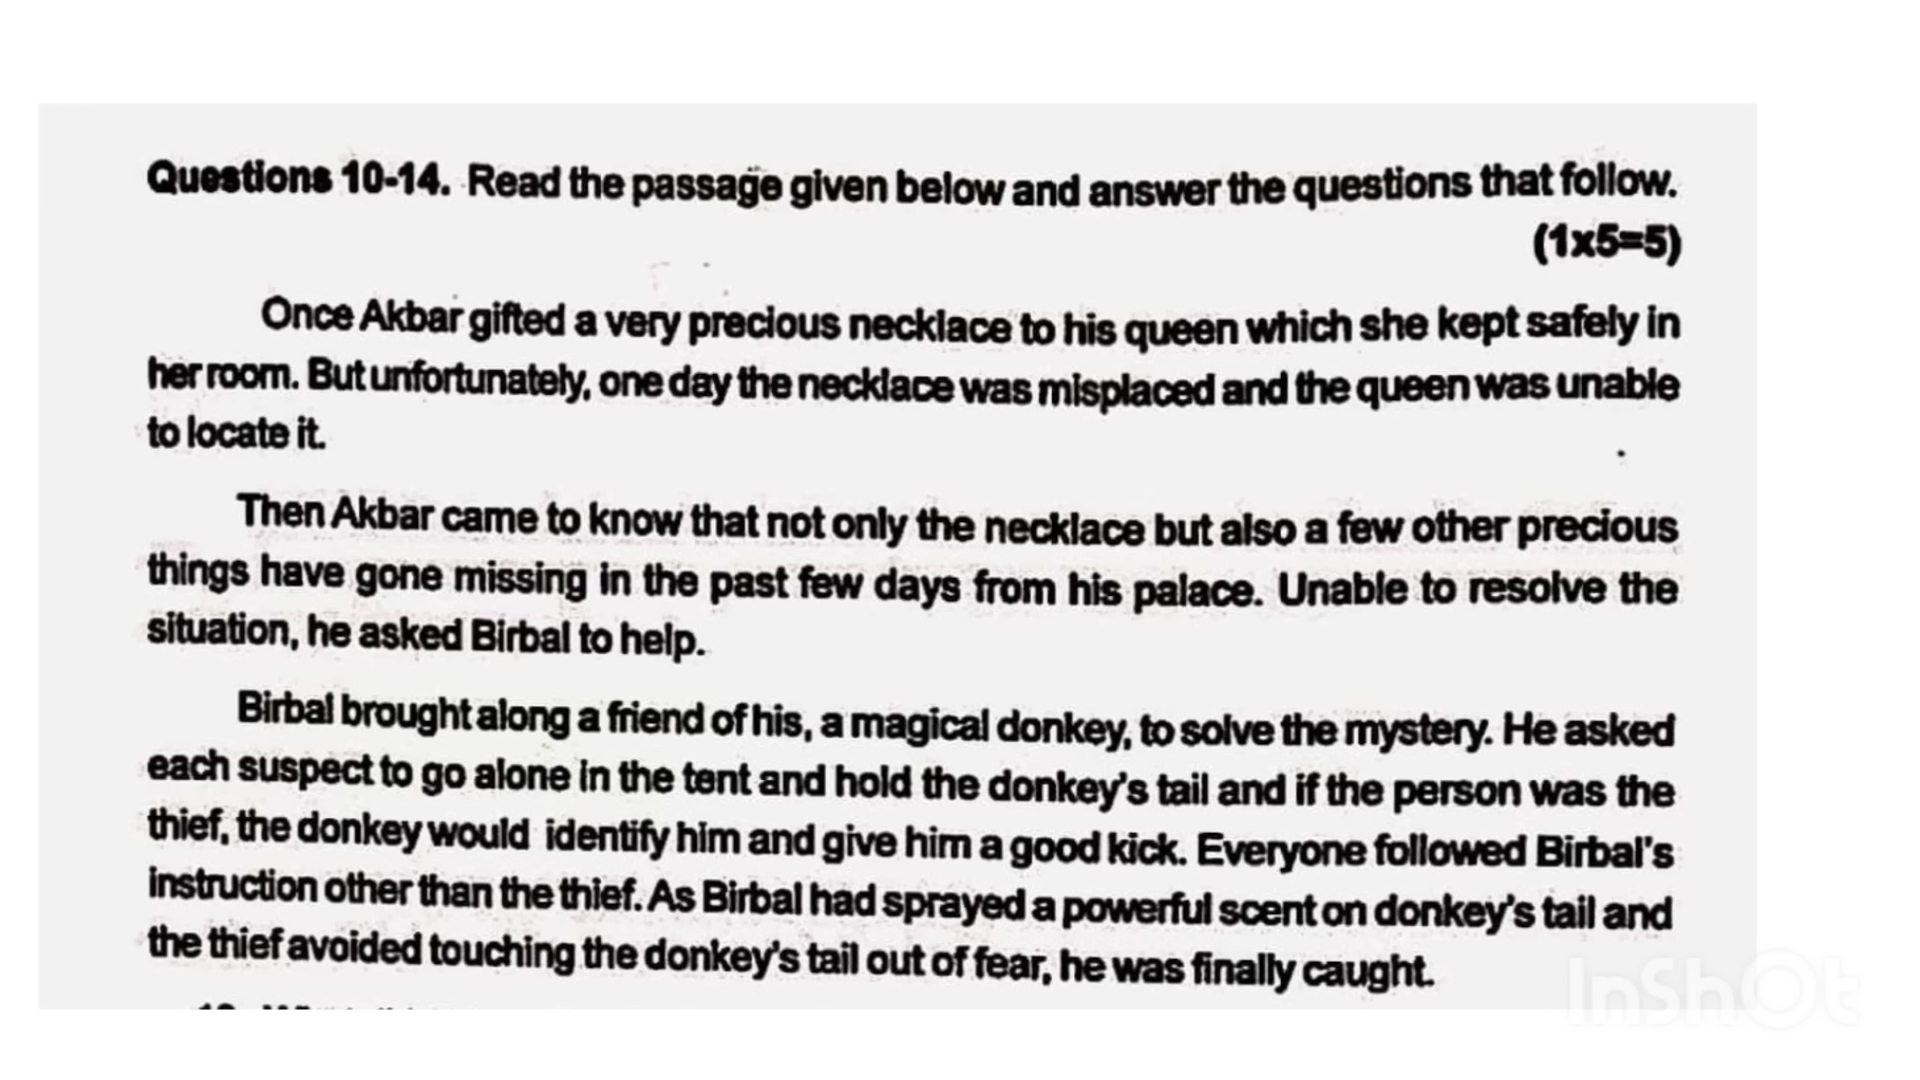 Questions 10-14. Read the passage given below and answer the questions that follow.
(1x5=5)
Once Akbar gifted a very precious necklace to his queen which she kept safely in
her room. But unfortunately, one day the necklace was misplaced and the queen was unable
to locate it.
Then Akbar came to know that not only the necklace but also a few other precious
things have gone missing in the past few days from his palace. Unable to resolve the
situation, he asked Birbal to help.
Birbal brought along a friend of his, a magical donkey, to solve the mystery. He asked
each suspect to go alone in the tent and hold the donkey's tail and if the person was the
thief, the donkey would identify him and give him a good kick. Everyone followed Birbal's
instruction other than the thief. As Birbal had sprayed a powerful scent on donkey's tail and
the thief avoided touching the donkey's tail out of fear, he was finally caught.
InShOt